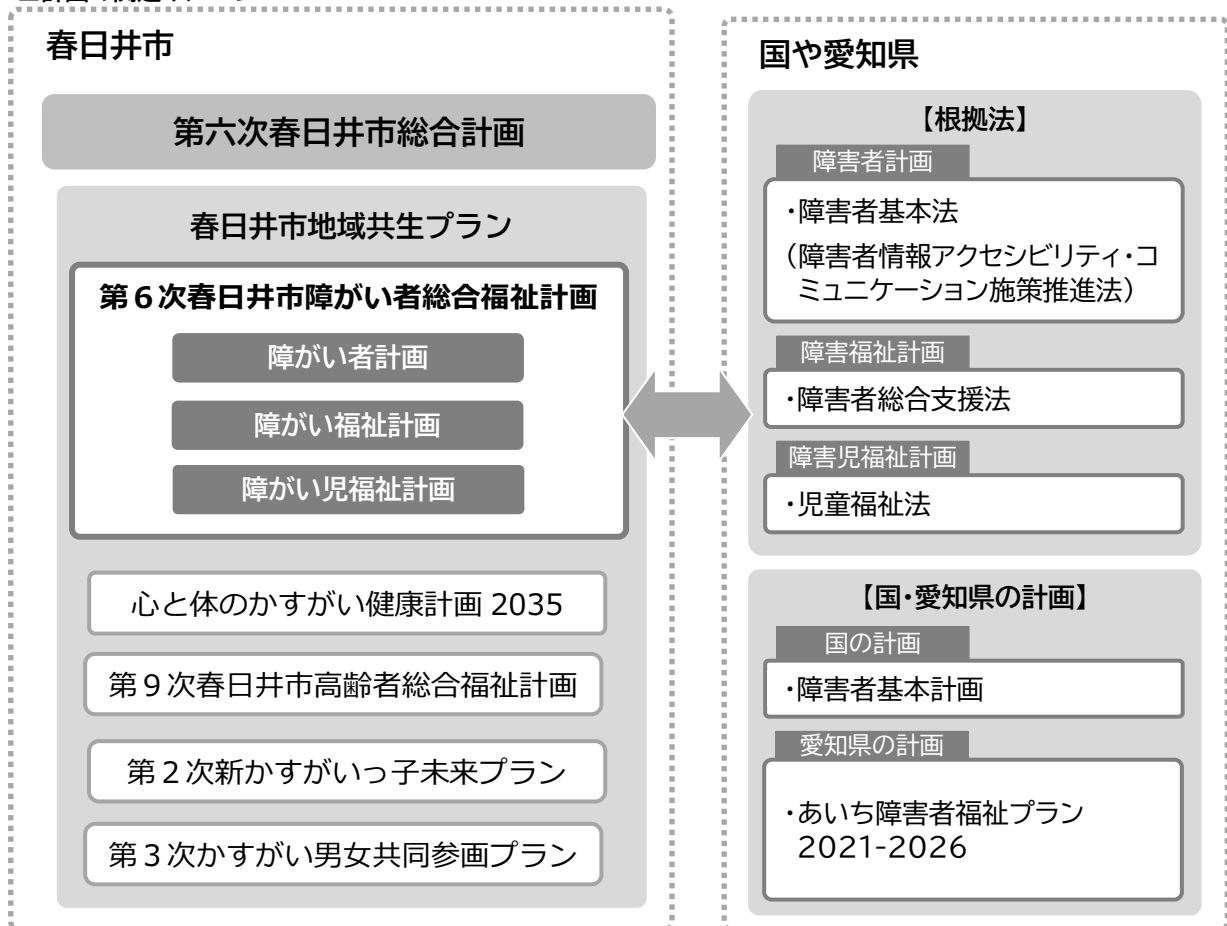 春日井市
第六次春日井市総合計画
春日井市地域共生プラン
第６次春日井市障がい者総合福祉計画
障がい者計画
障がい福祉計画
障がい児福祉計画
心と体のかすがい健康計画 2035
第９次春日井市高齢者総合福祉計画
第２次新かすがいっ子未来プラン
第３次かすがい男女共同参画プラン
国や愛知県
【根拠法】
障害者計画
・障害者基本法
（障害者情報アクセシビリティ・コ
ミュニケーション施策推進法）
障害福祉計画
・障害者総合支援法
障害児福祉計画
・児童福祉法
【国・愛知県の計画】
国の計画
・障害者基本計画
愛知県の計画
・あいち障害者福祉プラン
2021-2026